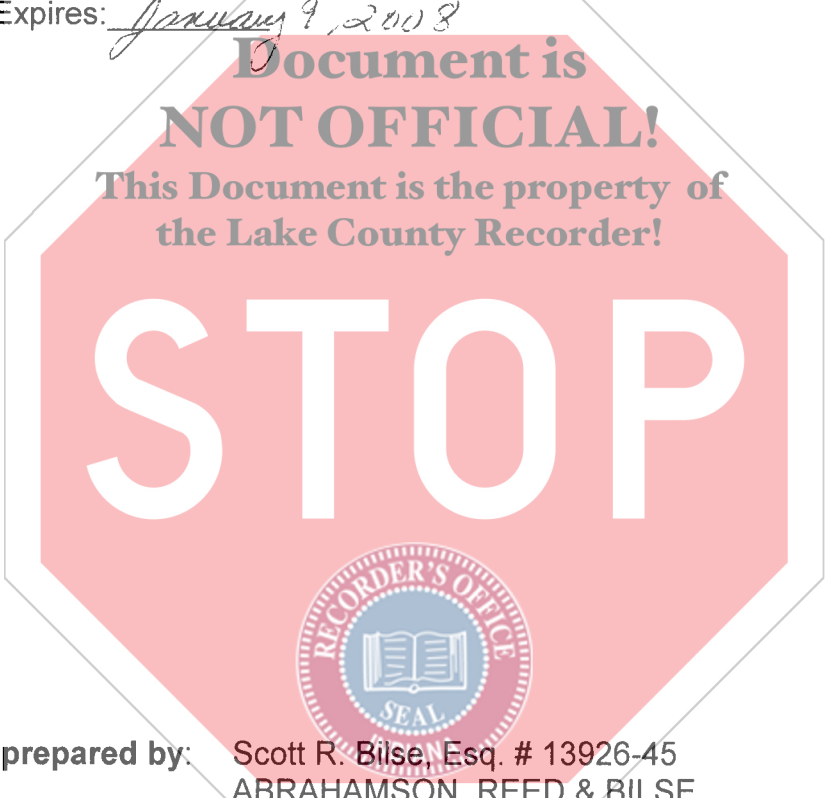 Expires: January 9, 2008
Document is
NOT OFFICIAL!
This Document is the property of
the Lake County Recorder!
STOP
RECORDER'S OFFICE
SEAL
INDIANA
prepared by: Scott R. Bilse, Esq. # 13926-45
ABRAHAMSON, REED & BILSE